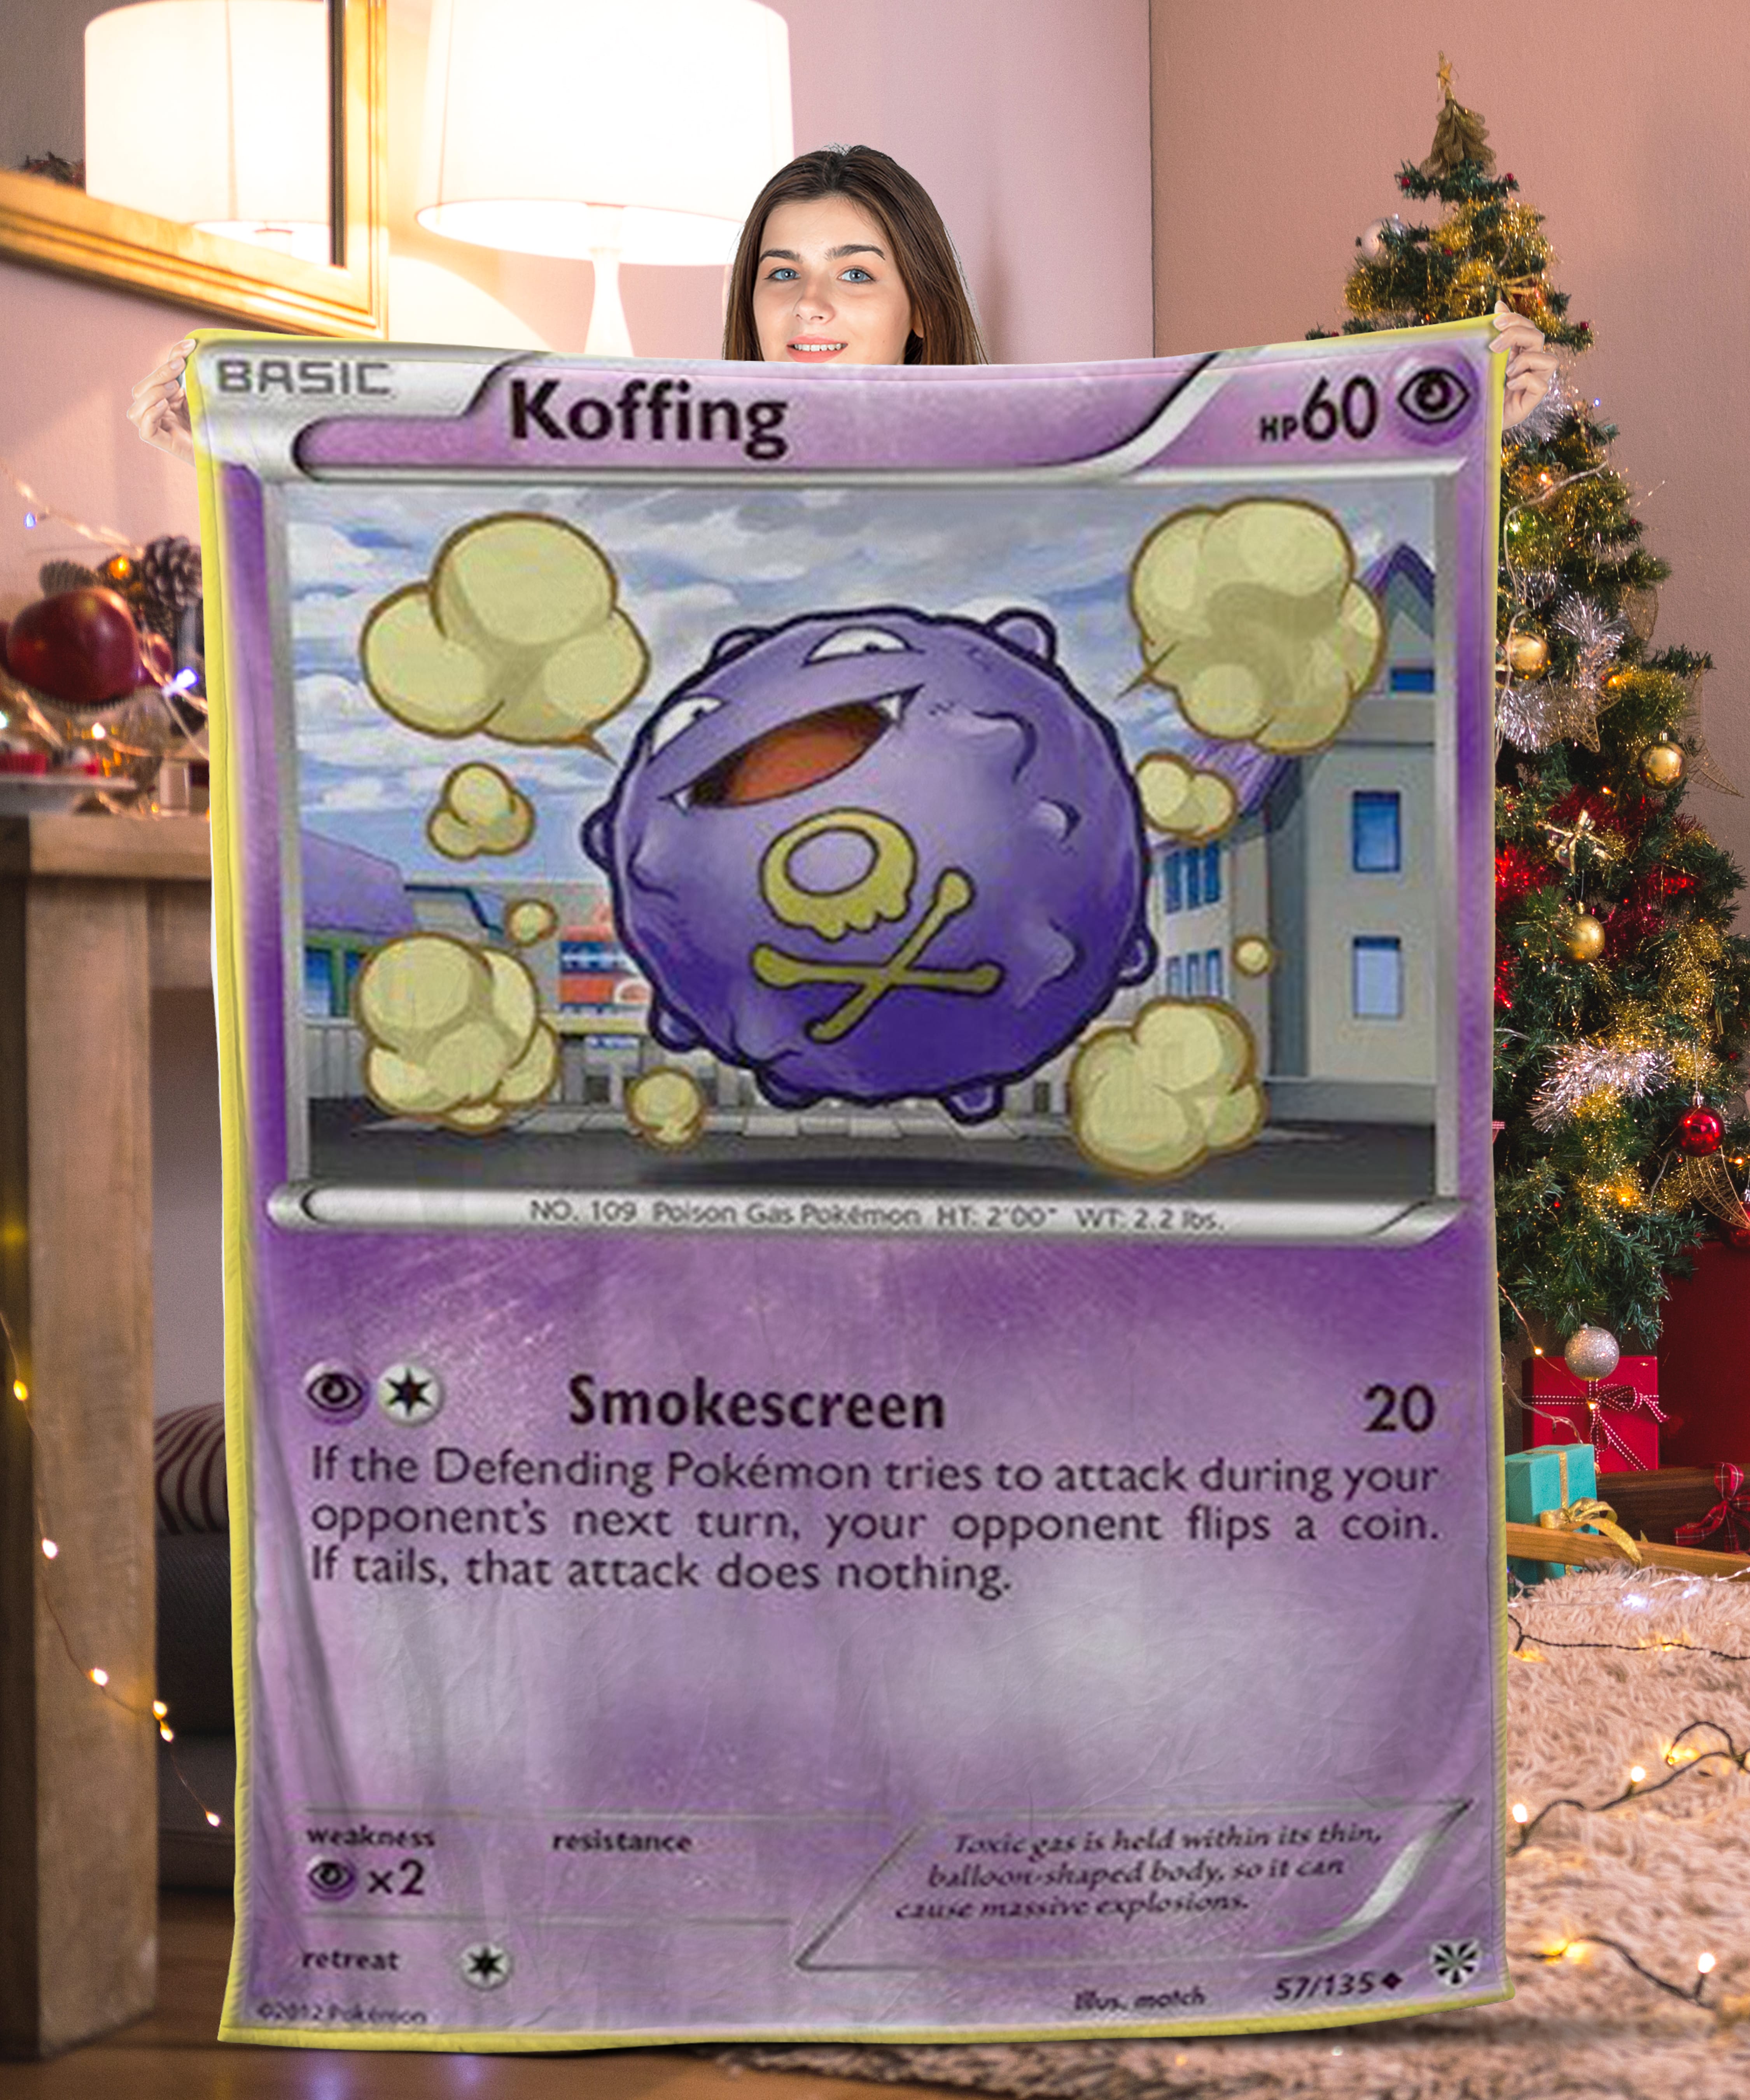 BASIC Koffing HP60
NO. 109 Poison Gas Pokémon HT: 2'00" WT: 2.2 lbs.
Smokescreen 20
If the Defending Pokémon tries to attack during your
opponent's next turn, your opponent flips a coin.
If tails, that attack does nothing.
weakness resistance
x2
Toxic gas is held within its thin,
balloon-shaped body, so it can
cause massive explosions.
retreat
Illus. match 57/135
©2012 Pokémon